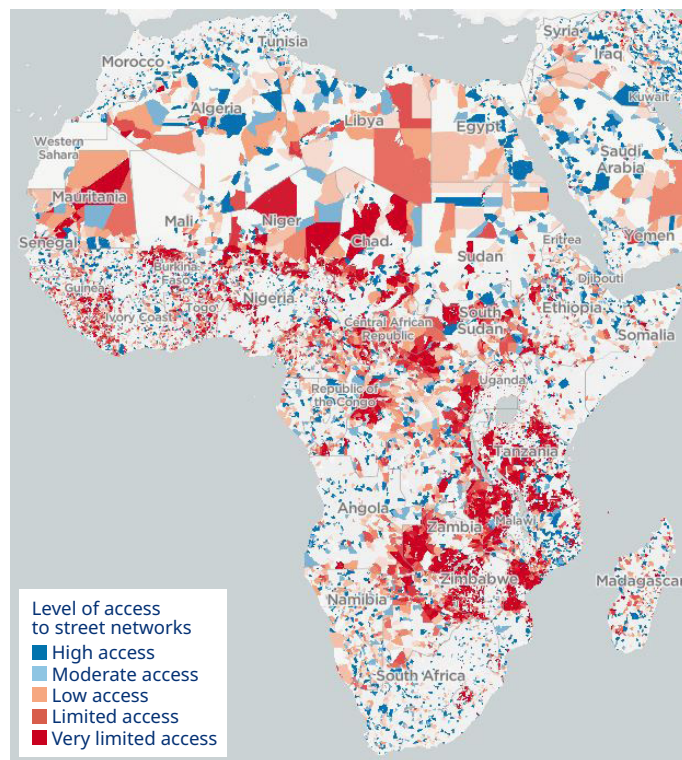 Tunisia
Morocco
Syria
Iraq
Kuwait
Algeria
Libya
Egypt
Western
Sahara
Saudi
Arabia
Mauritania
Mali
Niger
Chad
Sudan
Eritrea
Yemen
Senegal
Burkina
Faso
Djibouti
Guinea
Nigeria
Togo
Ivory Coast
Ethiopia
South
Sudan
Central African
Republic
Somalia
Uganda
Republic of
the Congo
Tanzania
Angola
Zambia
Malawi
Zimbabwe
Madagascar
Namibia
South Africa
Level of access
to street networks
High access
Moderate access
Low access
Limited access
Very limited access